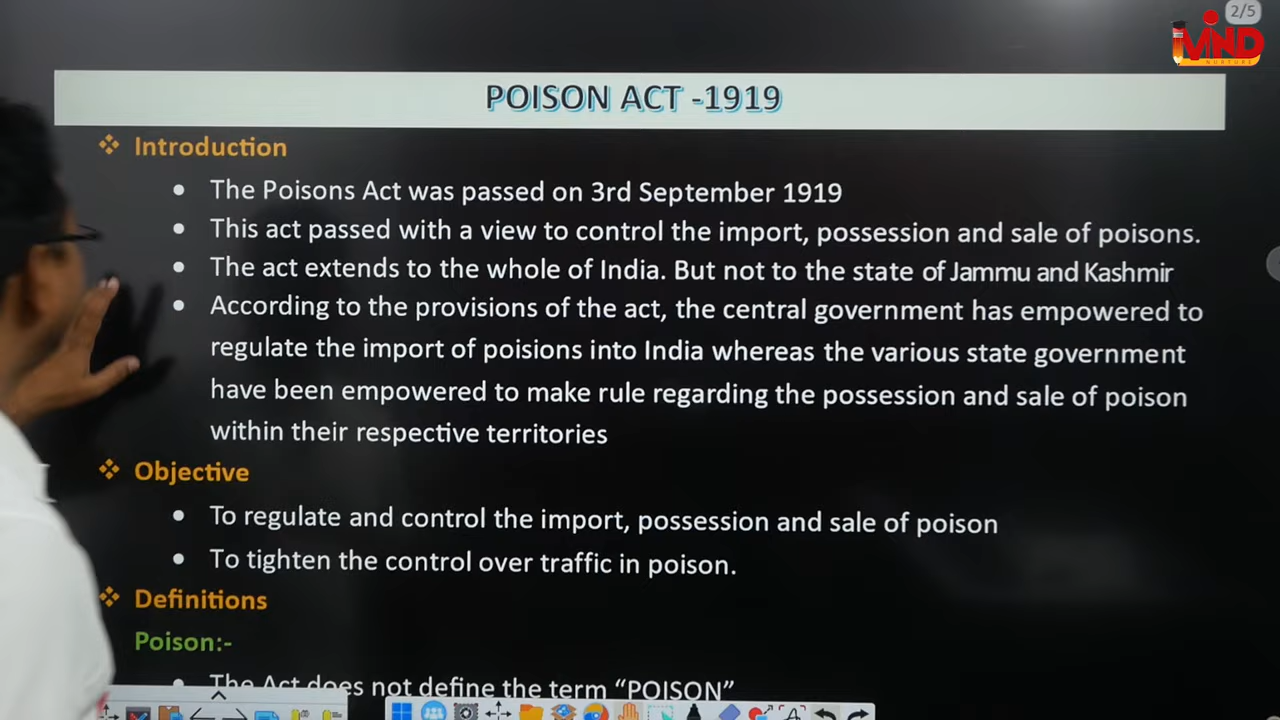 2/5
MIND
NURTURE
POISON ACT -1919
Introduction
The Poisons Act was passed on 3rd September 1919
This act passed with a view to control the import, possession and sale of poisons.
The act extends to the whole of India. But not to the state of Jammu and Kashmir
According to the provisions of the act, the central government has empowered to
regulate the import of poisions into India whereas the various state government
have been empowered to make rule regarding the possession and sale of poison
within their respective territories
Objective
To regulate and control the import, possession and sale of poison
To tighten the control over traffic in poison.
Definitions
Poison:-
The Act does not define the term “POISON”